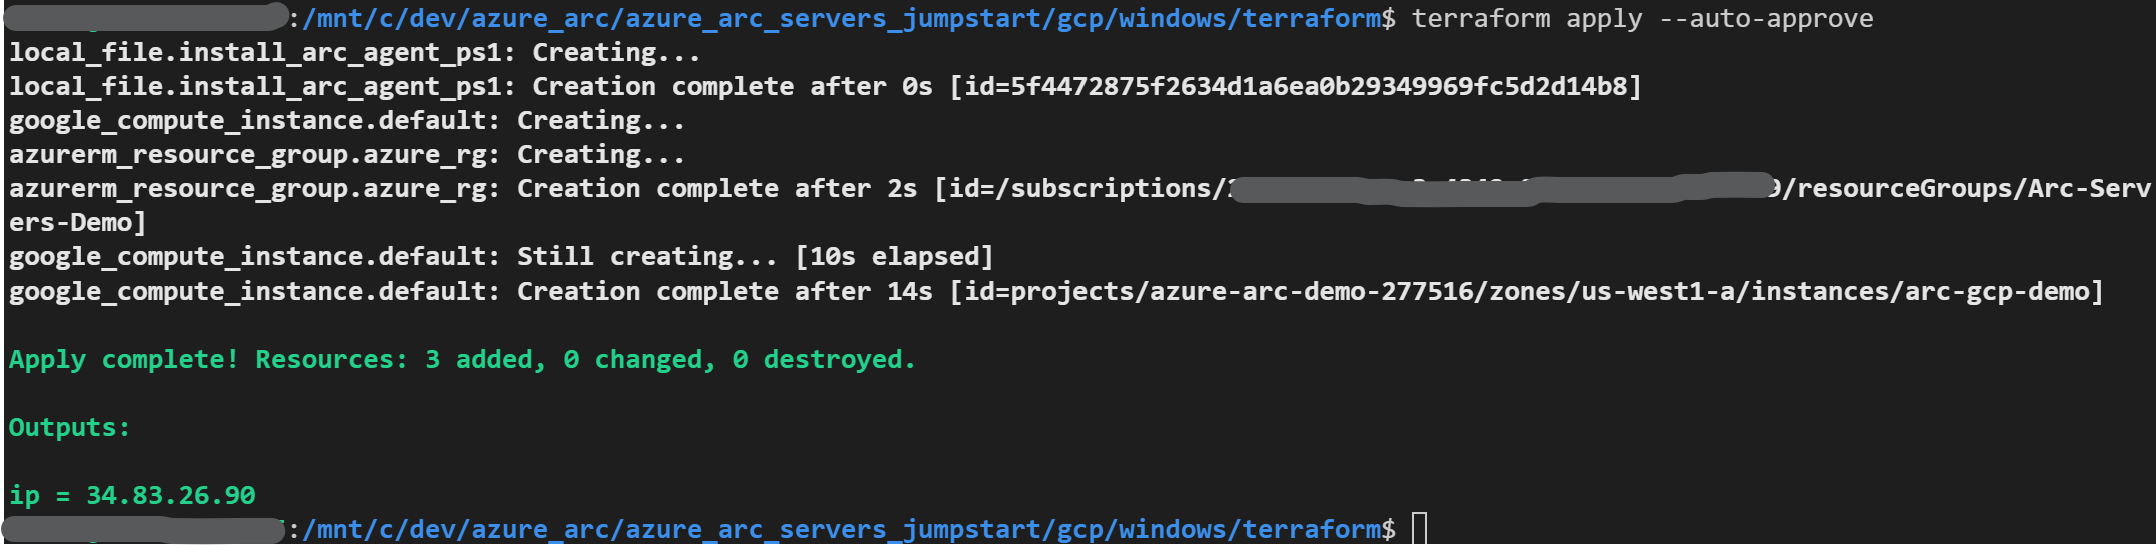 :/mnt/c/dev/azure_arc/azure_arc_servers_jumpstart/gcp/windows/terraform$ terraform apply --auto-approve
local_file.install_arc_agent_ps1: Creating...
local_file.install_arc_agent_ps1: Creation complete after 0s [id=5f4472875f2634d1a6ea0b29349969fc5d2d14b8]
google_compute_instance.default: Creating...
azurerm_resource_group.azure_rg: Creating...
azurerm_resource_group.azure_rg: Creation complete after 2s [id=/subscriptions/ /resourceGroups/Arc-Serv
ers-Demo]
google_compute_instance.default: Still creating... [10s elapsed]
google_compute_instance.default: Creation complete after 14s [id=projects/azure-arc-demo-277516/zones/us-west1-a/instances/arc-gcp-demo]
Apply complete! Resources: 3 added, 0 changed, 0 destroyed.
Outputs:
ip = 34.83.26.90
:/mnt/c/dev/azure_arc/azure_arc_servers_jumpstart/gcp/windows/terraform$